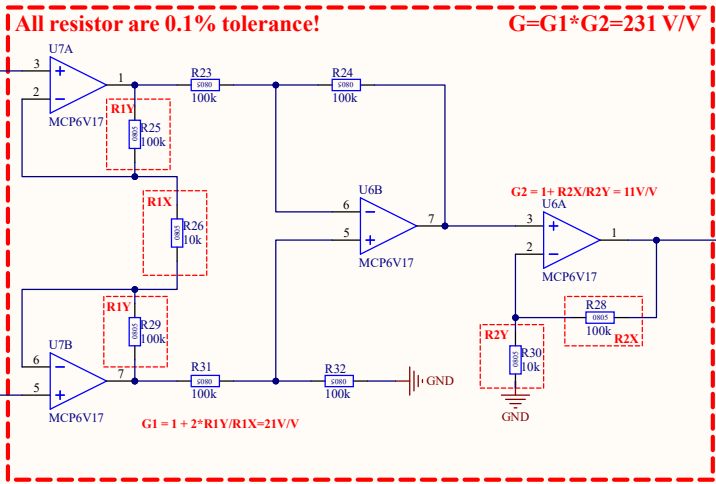 All resistor are 0.1% tolerance!
G=G1*G2=231 V/V
U7A
3
1
2
MCP6V17
R23
0805
100k
R24
0805
100k
R1Y
R25
0805
100k
R1X
R26
0805
10k
U6B
6
7
5
MCP6V17
G2 = 1+ R2X/R2Y = 11V/V
U6A
3
1
2
MCP6V17
R1Y
R29
0805
100k
R28
0805
100k
R2X
R2Y
R30
0805
10k
GND
U7B
6
7
5
MCP6V17
R31
0805
100k
R32
0805
100k
GND
G1 = 1 + 2*R1Y/R1X=21V/V